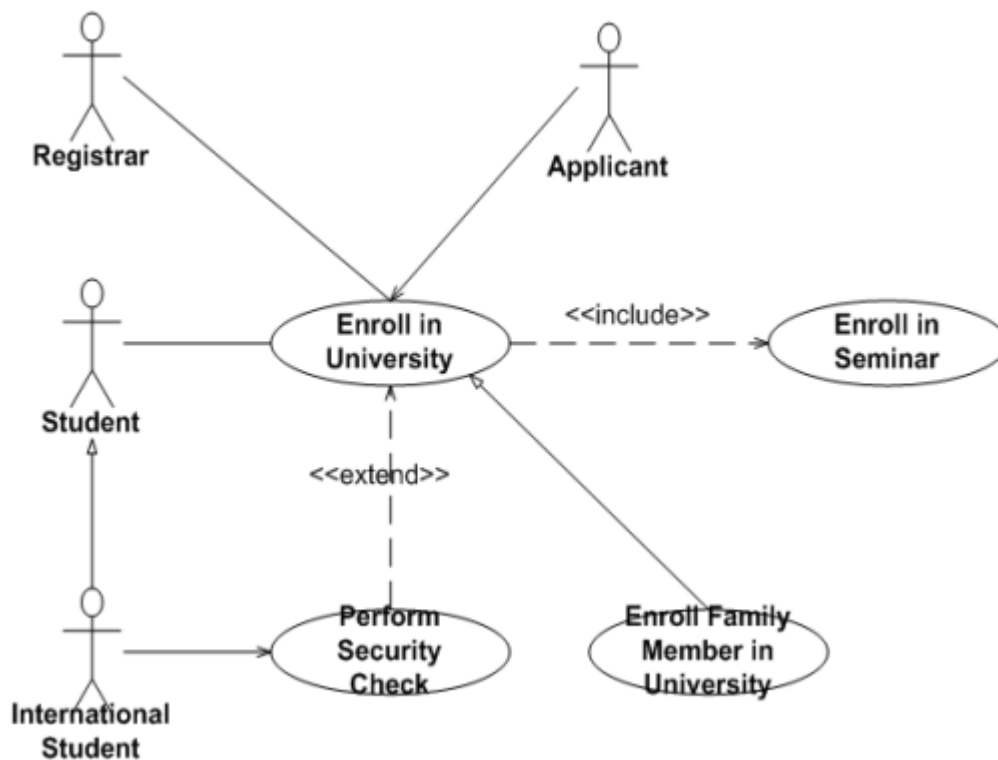 Registrar
Applicant
Enroll in
University
<<include>>
Enroll in
Seminar
Student
<<extend>>
Perform
Security
Check
Enroll Family
Member in
University
International
Student